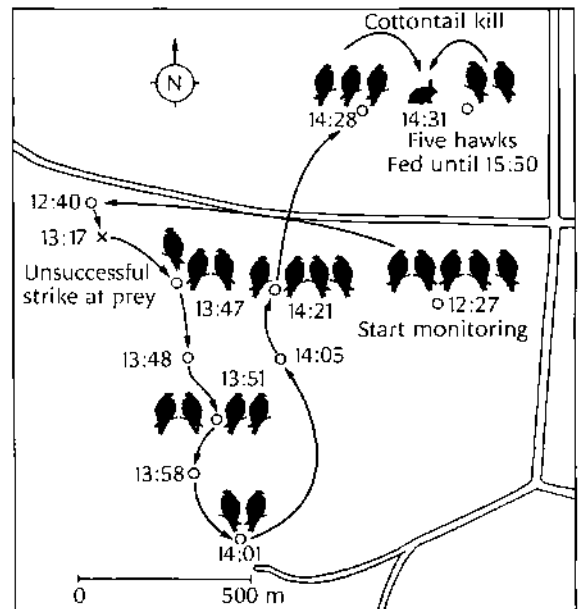 Cottontail kill
N
14:28
14:31
Five hawks
Fed until 15:50
12:40
13:17
Unsuccessful
strike at prey
13:47
14:21
12:27
Start monitoring
13:48
14:05
13:51
13:58
14:01
0
500 m